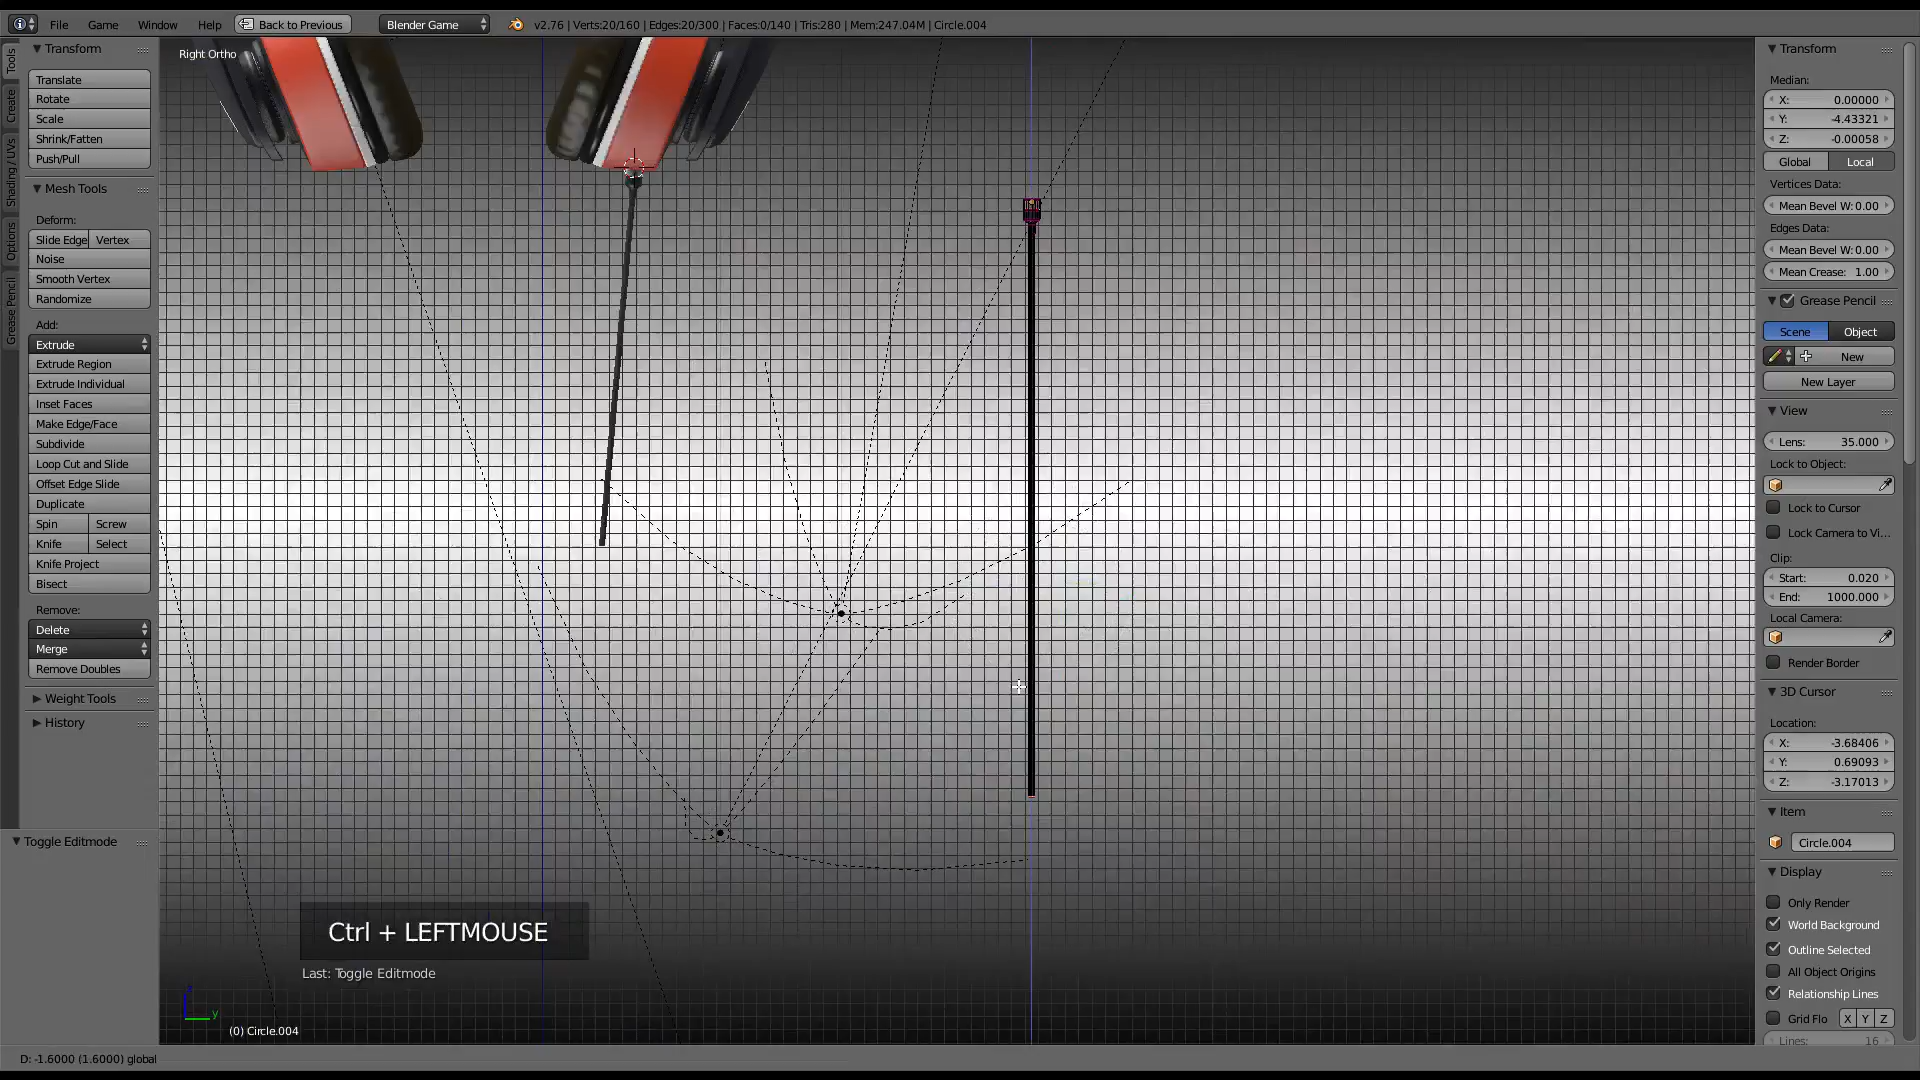 File Game Window Help Back to Previous Blender Game v2.76 | Verts:20/160 | Edges:20/300 | Faces:0/140 | Tris:280 | Mem:247.04M | Circle.004
Tools
Create
Shading / UVs
Options
Grease Pencil
Transform
Translate
Rotate
Scale
Shrink/Fatten
Push/Pull
Mesh Tools
Deform:
Slide Edge Vertex
Noise
Smooth Vertex
Randomize
Add:
Extrude
Extrude Region
Extrude Individual
Inset Faces
Make Edge/Face
Subdivide
Loop Cut and Slide
Offset Edge Slide
Duplicate
Spin Screw
Knife Select
Knife Project
Bisect
Remove:
Delete
Merge
Remove Doubles
Weight Tools
History
Toggle Editmode
Right Ortho
Ctrl + LEFTMOUSE
Last: Toggle Editmode
y
(0) Circle.004
D: -1.6000 (1.6000) global
Transform
Median:
X: 0.00000
Y: -4.43321
Z: -0.00058
Global Local
Vertices Data:
Mean Bevel W: 0.00
Edges Data:
Mean Bevel W: 0.00
Mean Crease: 1.00
Grease Pencil
Scene Object
New
New Layer
View
Lens: 35.000
Lock to Object:
Lock to Cursor
Lock Camera to Vi...
Clip:
Start: 0.020
End: 1000.000
Local Camera:
Render Border
3D Cursor
Location:
X: -3.68406
Y: 0.69093
Z: -3.17013
Item
Circle.004
Display
Only Render
World Background
Outline Selected
All Object Origins
Relationship Lines
Grid Flo X Y Z
Lines: 16